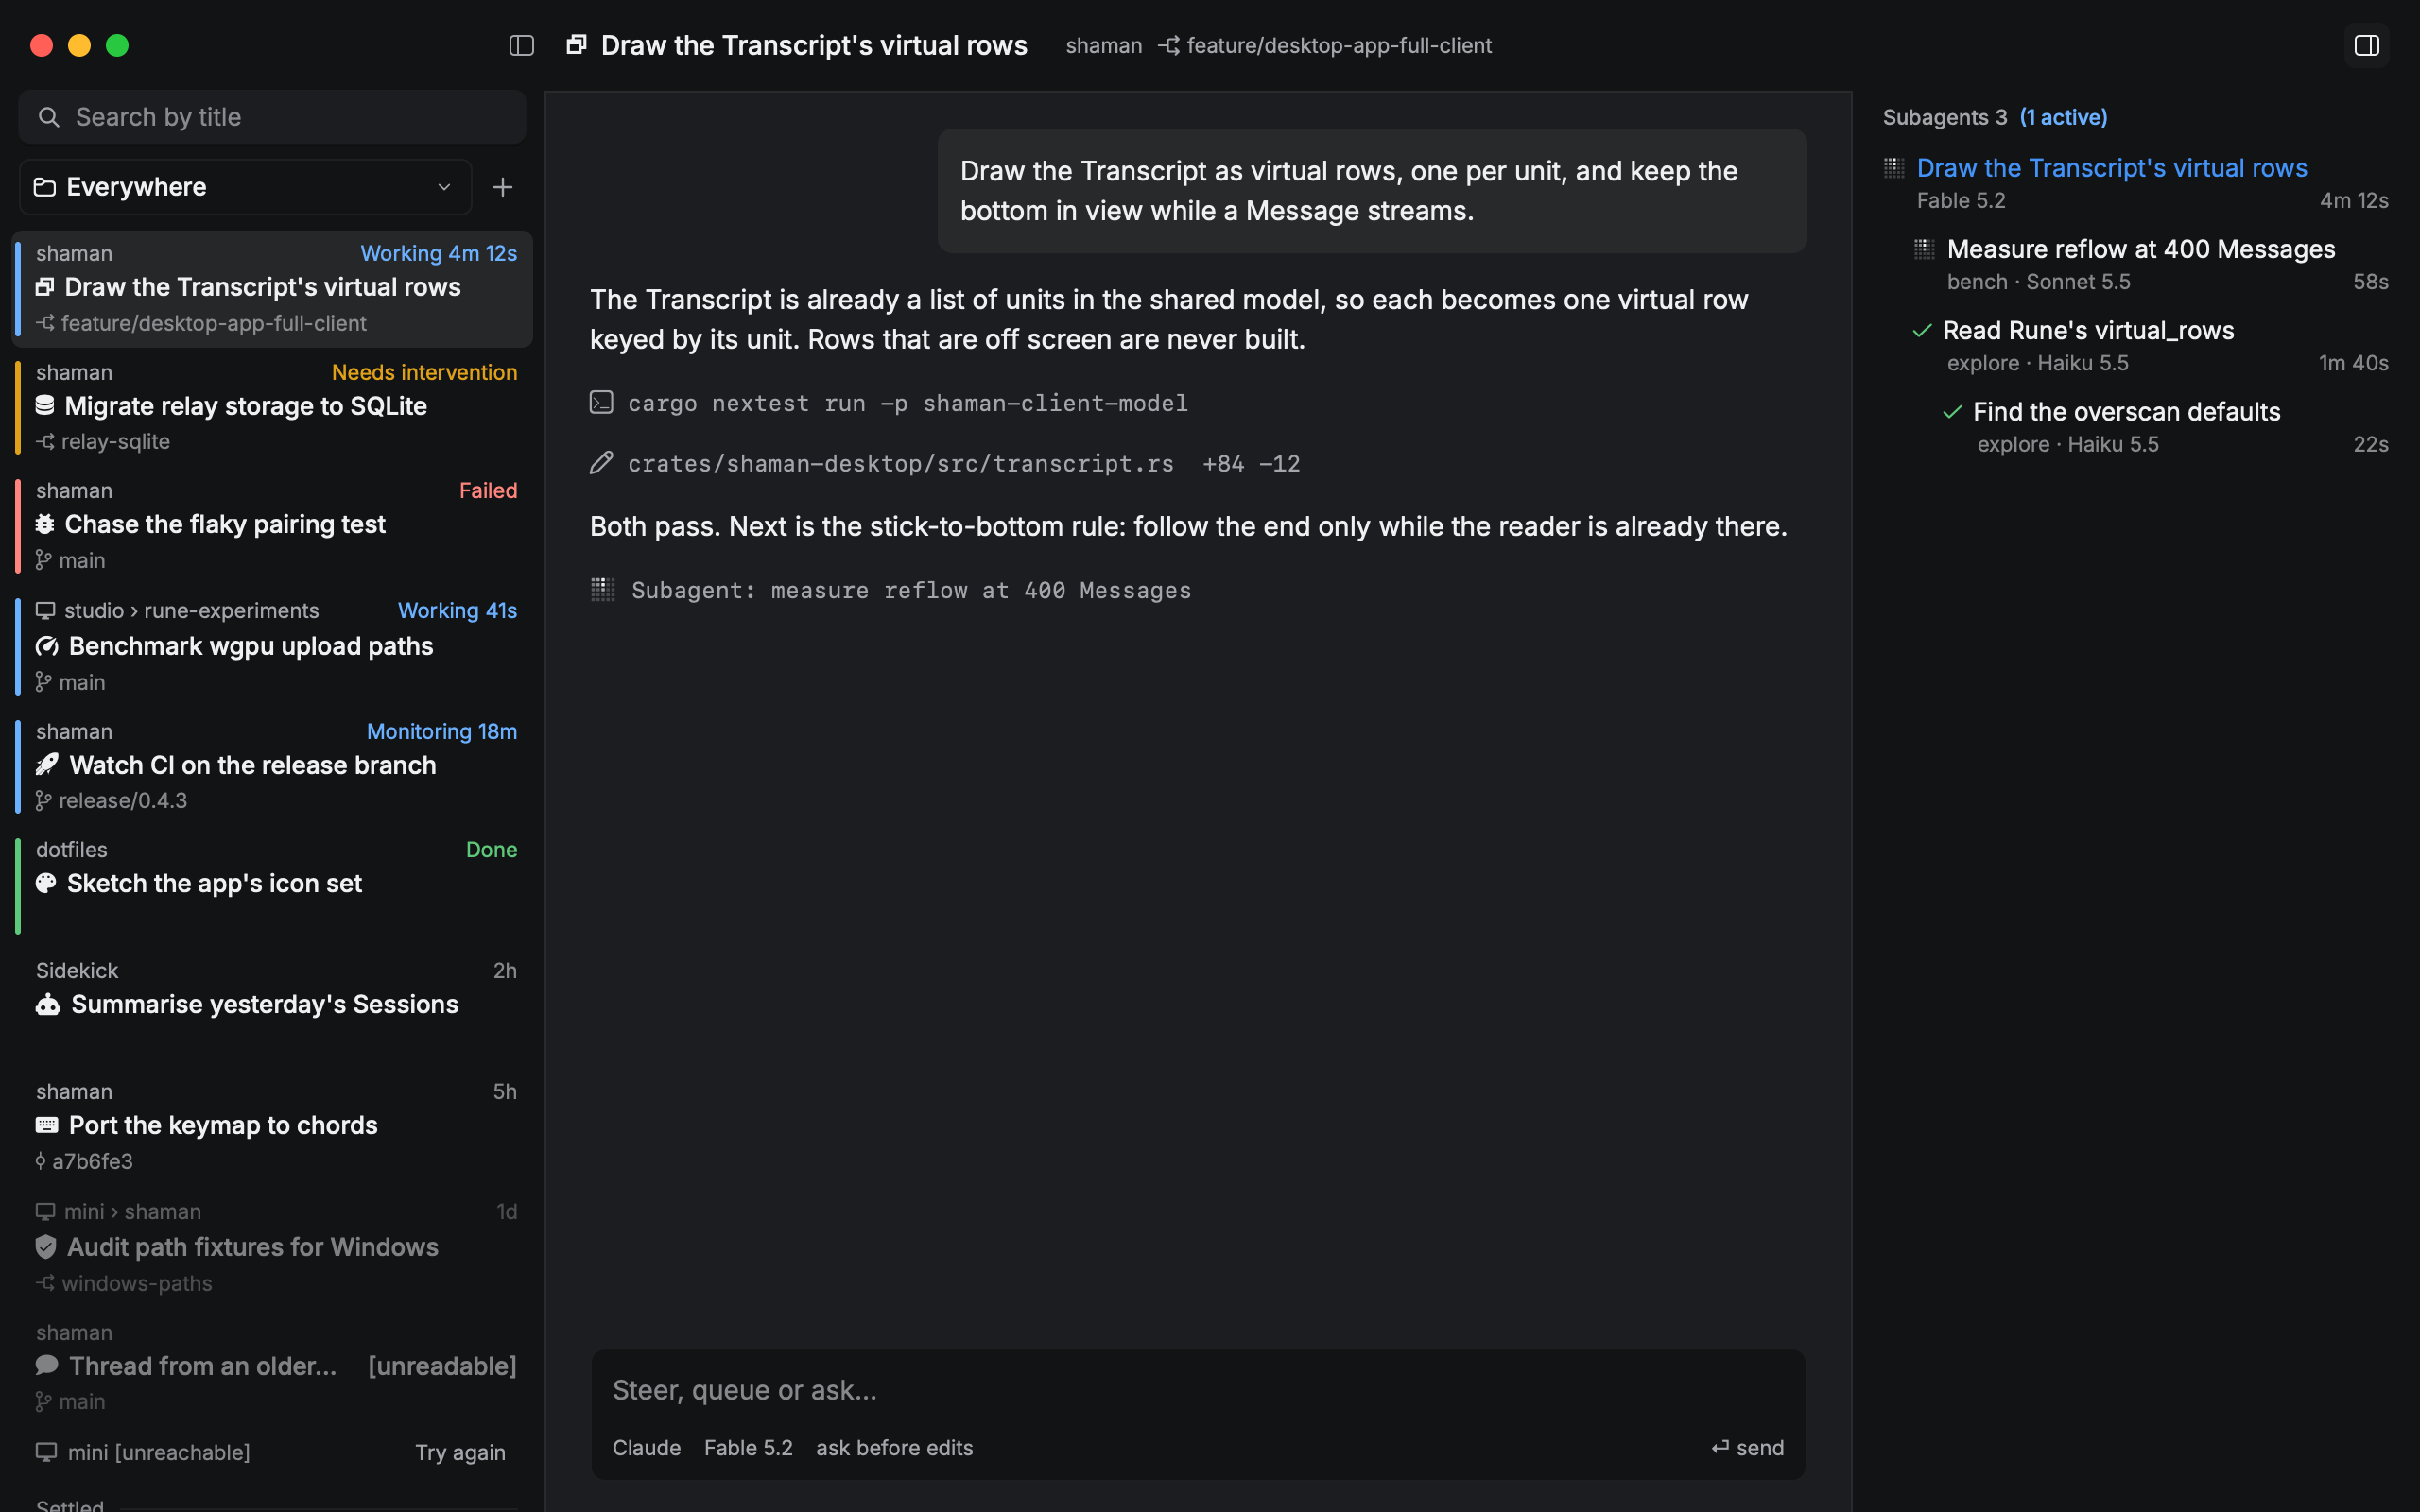 Draw the Transcript's virtual rows
shaman feature/desktop-app-full-client
Search by title
Everywhere
shaman Working 4m 12s
Draw the Transcript's virtual rows
feature/desktop-app-full-client
shaman Needs intervention
Migrate relay storage to SQLite
relay-sqlite
shaman Failed
Chase the flaky pairing test
main
studio › rune-experiments Working 41s
Benchmark wgpu upload paths
main
shaman Monitoring 18m
Watch CI on the release branch
release/0.4.3
dotfiles Done
Sketch the app's icon set
Sidekick 2h
Summarise yesterday's Sessions
shaman 5h
Port the keymap to chords
a7b6fe3
mini › shaman 1d
Audit path fixtures for Windows
windows-paths
shaman
Thread from an older... [unreadable]
main
mini [unreachable] Try again
Settled
Draw the Transcript as virtual rows, one per unit, and keep the
bottom in view while a Message streams.
The Transcript is already a list of units in the shared model, so each becomes one virtual row
keyed by its unit. Rows that are off screen are never built.
cargo nextest run -p shaman-client-model
crates/shaman-desktop/src/transcript.rs +84 -12
Both pass. Next is the stick-to-bottom rule: follow the end only while the reader is already there.
Subagent: measure reflow at 400 Messages
Steer, queue or ask...
Claude Fable 5.2 ask before edits send
Subagents 3 (1 active)
Draw the Transcript's virtual rows
Fable 5.2 4m 12s
Measure reflow at 400 Messages
bench · Sonnet 5.5 58s
Read Rune's virtual_rows
explore · Haiku 5.5 1m 40s
Find the overscan defaults
explore · Haiku 5.5 22s